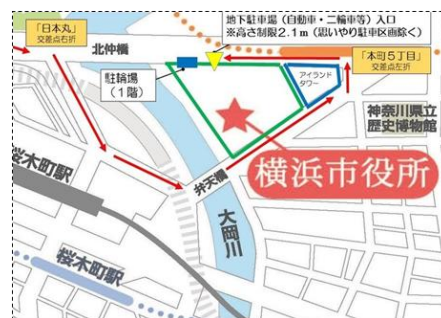 地下駐車場（自動車・二輪車等）入口
※高さ制限2.1m（思いやり駐車区画除く）
「日本丸」
交差点右折
北仲橋
駐輪場
（1階）
アイランド
タワー
「本町5丁目」
交差点左折
神奈川県立
歴史博物館
桜木町駅
弁天橋
横浜市役所
大岡川
桜木町駅